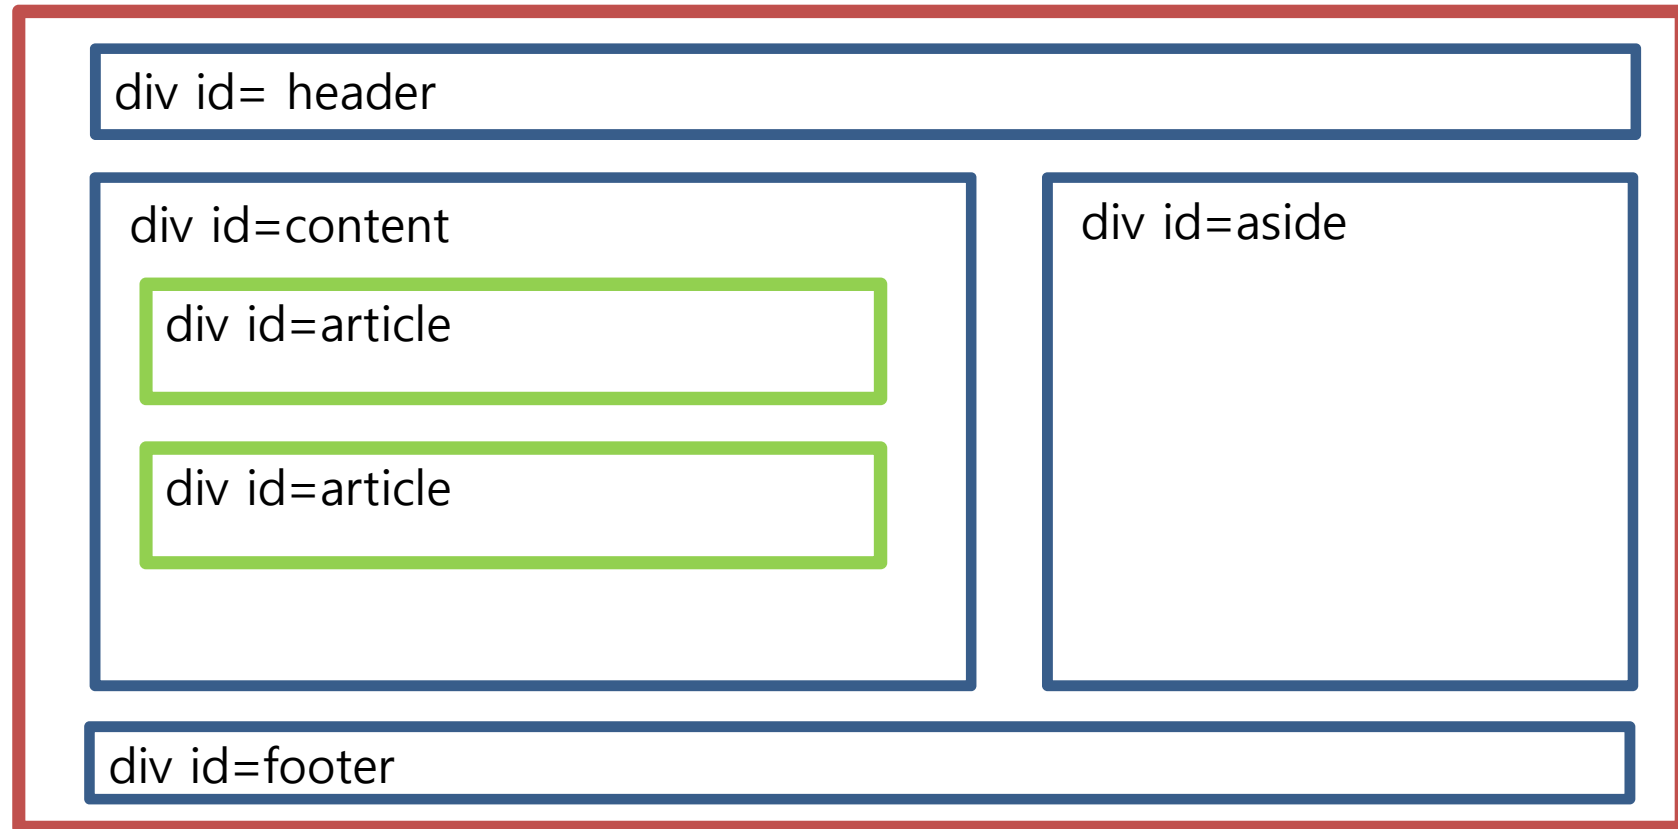 div id= header
div id=content
div id=article
div id=article
div id=aside
div id=footer